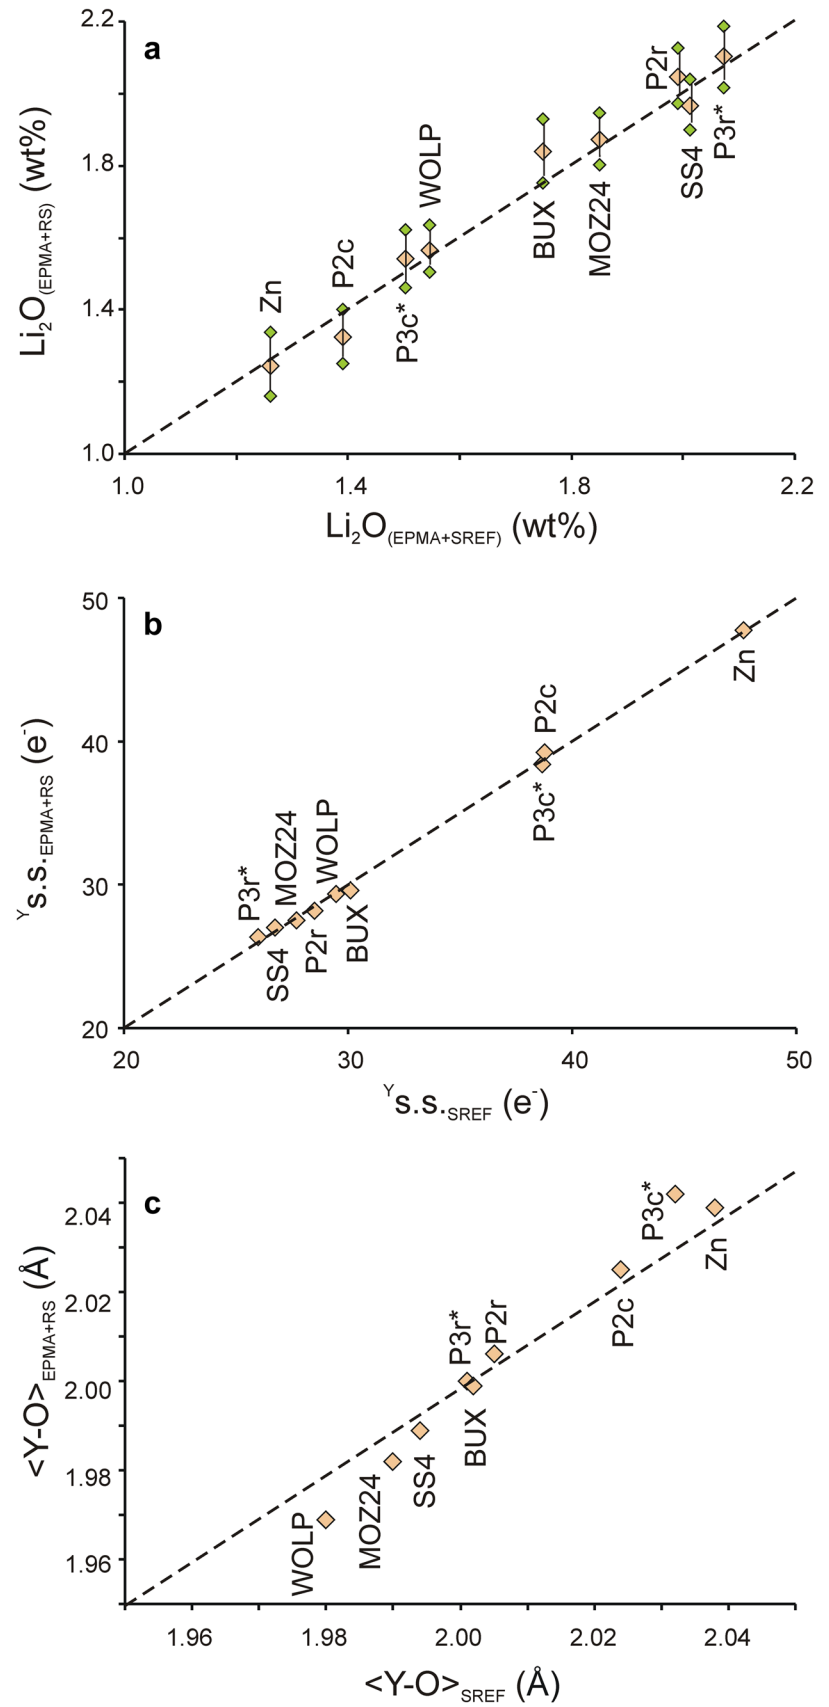 a
2.2
1.8
1.4
1.0
Li₂O(EPMA+RS) (wt%)
Zn
P2c
P3c*
WOLP
BUX
MOZ24
P2r
SS4
P3r*
1.0 1.4 1.8 2.2
Li₂O(EPMA+SREF) (wt%)
b
50
40
30
20
ʸs.s.EPMA+RS (e⁻)
P3r*
SS4
MOZ24
P2r
WOLP
BUX
P2c
P3c*
Zn
20 30 40 50
ʸs.s.SREF (e⁻)
c
2.04
2.02
2.00
1.98
1.96
<Y-O>EPMA+RS (Å)
WOLP
MOZ24
SS4
P3r*
BUX
P2r
P2c
P3c*
Zn
1.96 1.98 2.00 2.02 2.04
<Y-O>SREF (Å)